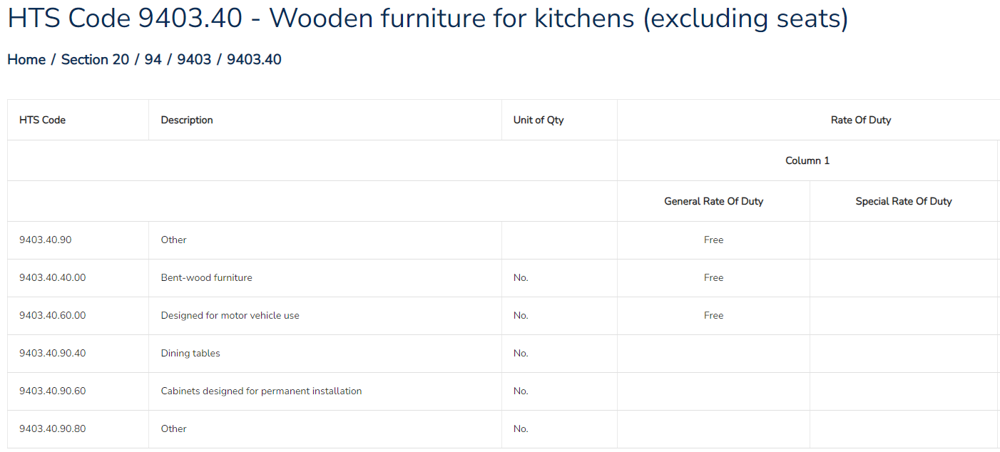 HTS Code 9403.40 - Wooden furniture for kitchens (excluding seats)
Home / Section 20 / 94 / 9403 / 9403.40
HTS Code Description Unit of Qty Rate Of Duty
Column 1
General Rate Of Duty Special Rate Of Duty
9403.40.90 Other Free
9403.40.40.00 Bent-wood furniture No. Free
9403.40.60.00 Designed for motor vehicle use No. Free
9403.40.90.40 Dining tables No.
9403.40.90.60 Cabinets designed for permanent installation No.
9403.40.90.80 Other No.